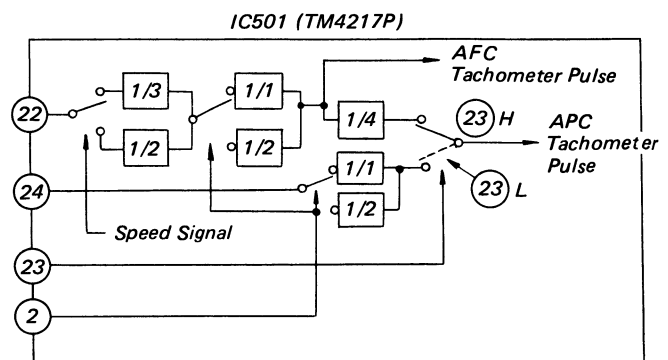 IC501 (TM4217P)
AFC
Tachometer Pulse
1/3
1/1
22
1/2
1/2
1/4
23 H
APC
Tachometer
Pulse
1/1
24
1/2
23 L
Speed Signal
23
2